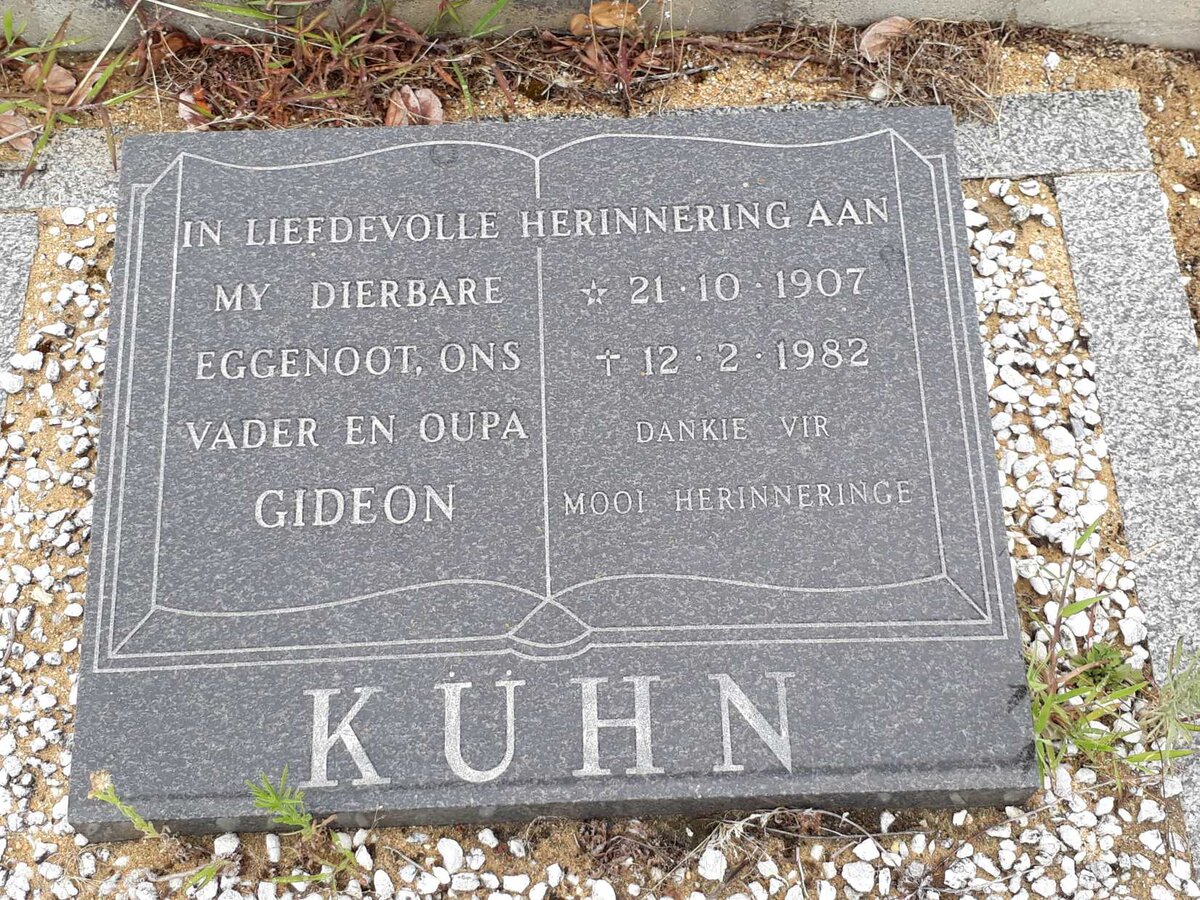 IN LIEFDEVOLLE HERINNERING AAN
MY DIERBARE
EGGENOOT, ONS
VADER EN OUPA
GIDEON
☆ 21·10·1907
† 12·2·1982
DANKIE VIR
MOOI HERINNERINGE
KÜHN